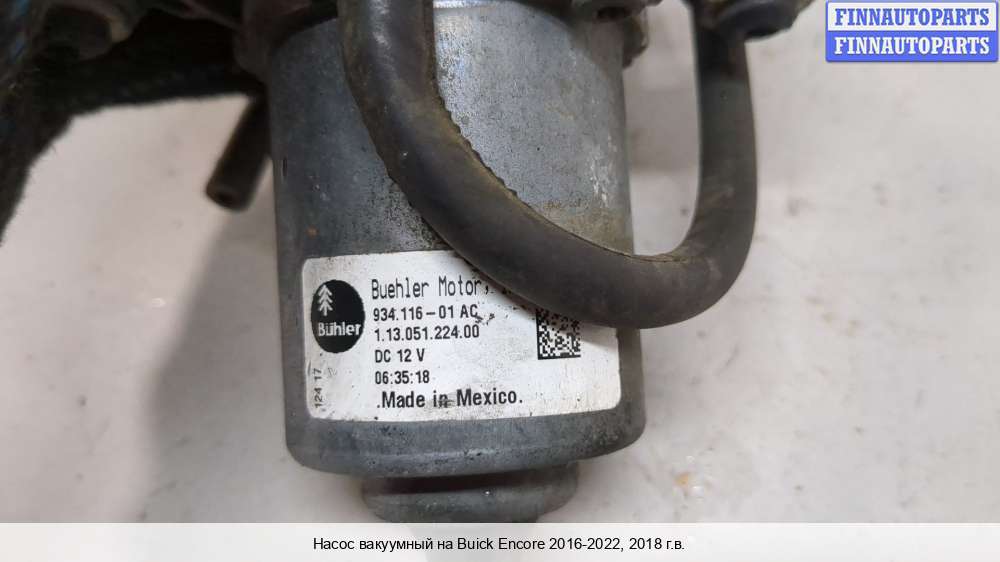 FINNAUTOPARTS
FINNAUTOPARTS
Buehler Motor,
Bühler
934.116-01 AC
1.13.051.224.00
DC 12 V
06:35:18
124 17
.Made in Mexico.
Насос вакуумный на Buick Encore 2016-2022, 2018 г.в.